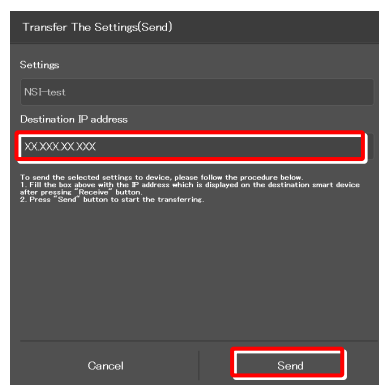 Transfer The Settings(Send)
Settings
NSI-test
Destination IP address
XX.XXX.XX.XXX
To send the selected settings to device, please follow the procedure below.
1. Fill the box above with the IP address which is displayed on the destination smart device
after pressing "Receive" button.
2. Press "Send" button to start the transferring.
Cancel
Send